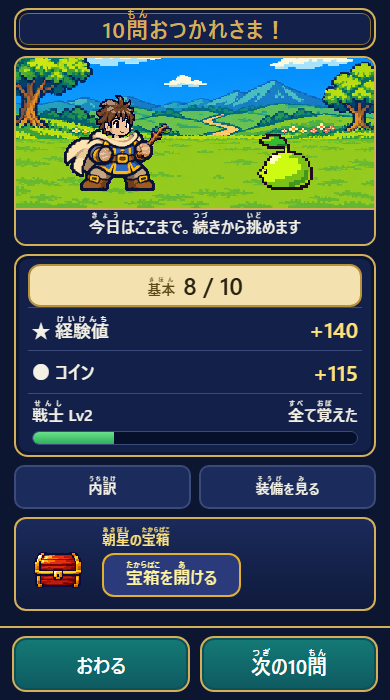 10問おつかれさま！
今日はここまで。続きから挑めます
基本 8 / 10
★ 経験値 +140
● コイン +115
戦士 Lv2 全て覚えた
内訳 装備を見る
朝星の宝箱
宝箱を開ける
おわる 次の10問